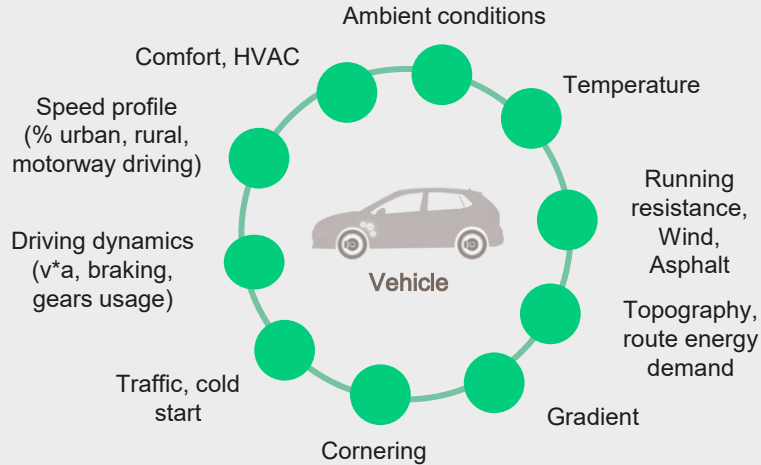 Ambient conditions
Comfort, HVAC
Temperature
Speed profile
(% urban, rural,
motorway driving)
Running
resistance,
Wind,
Asphalt
Driving dynamics
(v*a, braking,
gears usage)
Vehicle
Topography,
route energy
demand
Traffic, cold
start
Gradient
Cornering